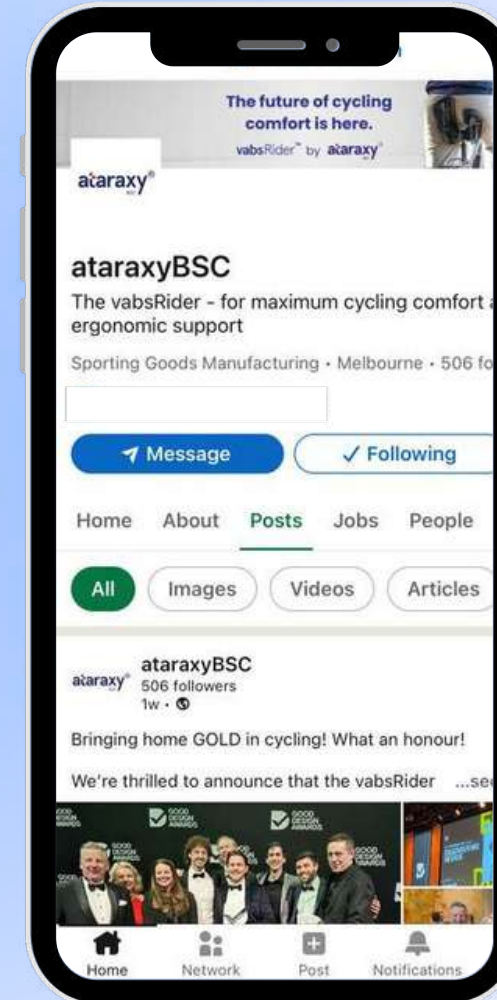 The future of cycling
comfort is here.
vabsRider™ by ataraxy®
ataraxy®
ataraxyBSC
The vabsRider - for maximum cycling comfort a
ergonomic support
Sporting Goods Manufacturing • Melbourne • 506 fo
Message
Following
Home About Posts Jobs People
All Images Videos Articles
ataraxy®
ataraxyBSC
506 followers
1w •
Bringing home GOLD in cycling! What an honour!
We're thrilled to announce that the vabsRider ...se
GOOD
DESIGN
AWARDS
GOOD
DESIGN
AWARDS
Home Network Post Notifications